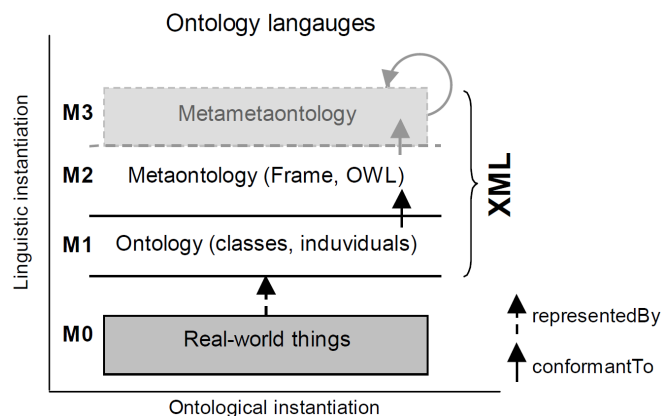 Ontology langauges
M3
Metametaontology
M2
Metaontology (Frame, OWL)
M1
Ontology (classes, induviduals)
M0
Real-world things
XML
representedBy
conformantTo
Linguistic instantiation
Ontological instantiation